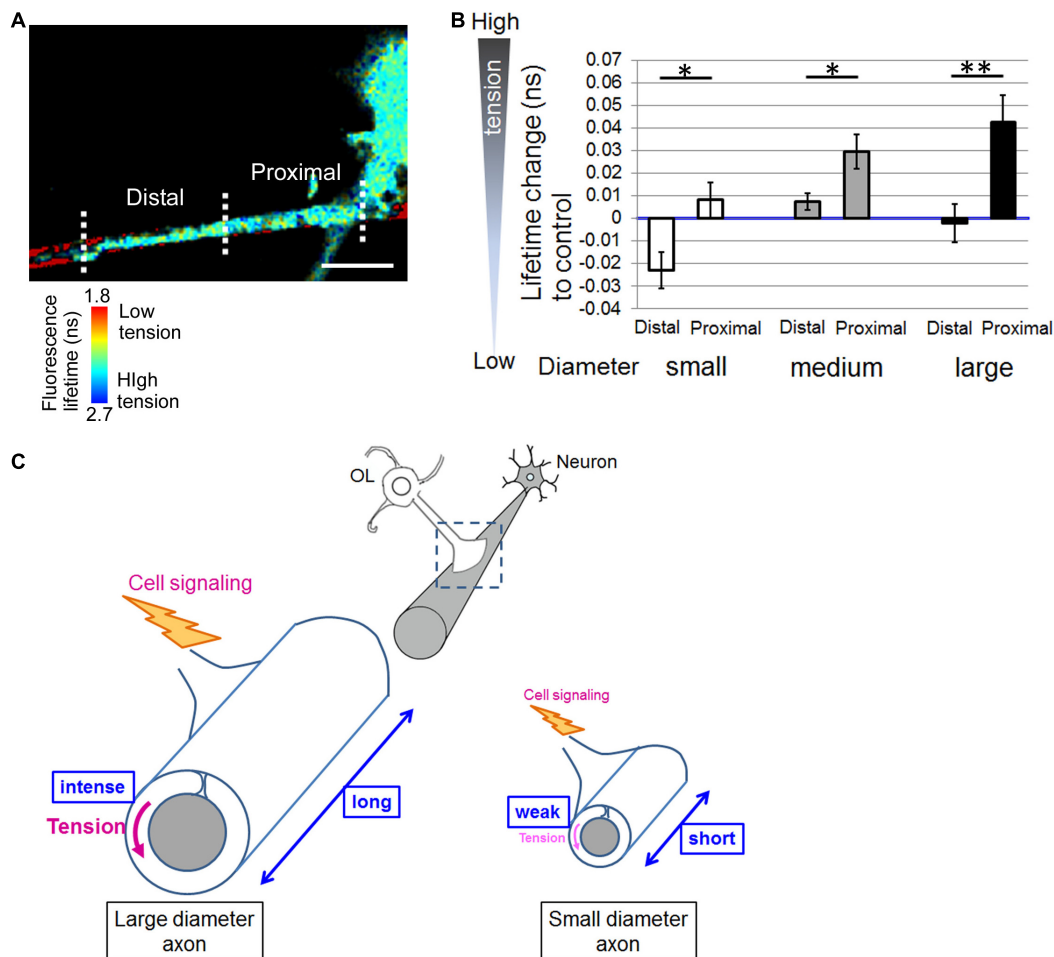 A
Distal
Proximal
Fluorescence
lifetime (ns)
1.8
Low
tension
HIgh
tension
2.7
B
High
tension
Low
Lifetime change (ns)
to control
0.07
0.06
0.05
0.04
0.03
0.02
0.01
0
-0.01
-0.02
-0.03
-0.04
*
*
**
Distal Proximal Distal Proximal Distal Proximal
Diameter small medium large
C
OL
Neuron
Cell signaling
intense
Tension
long
Large diameter
axon
Cell signaling
weak
Tension
short
Small diameter
axon